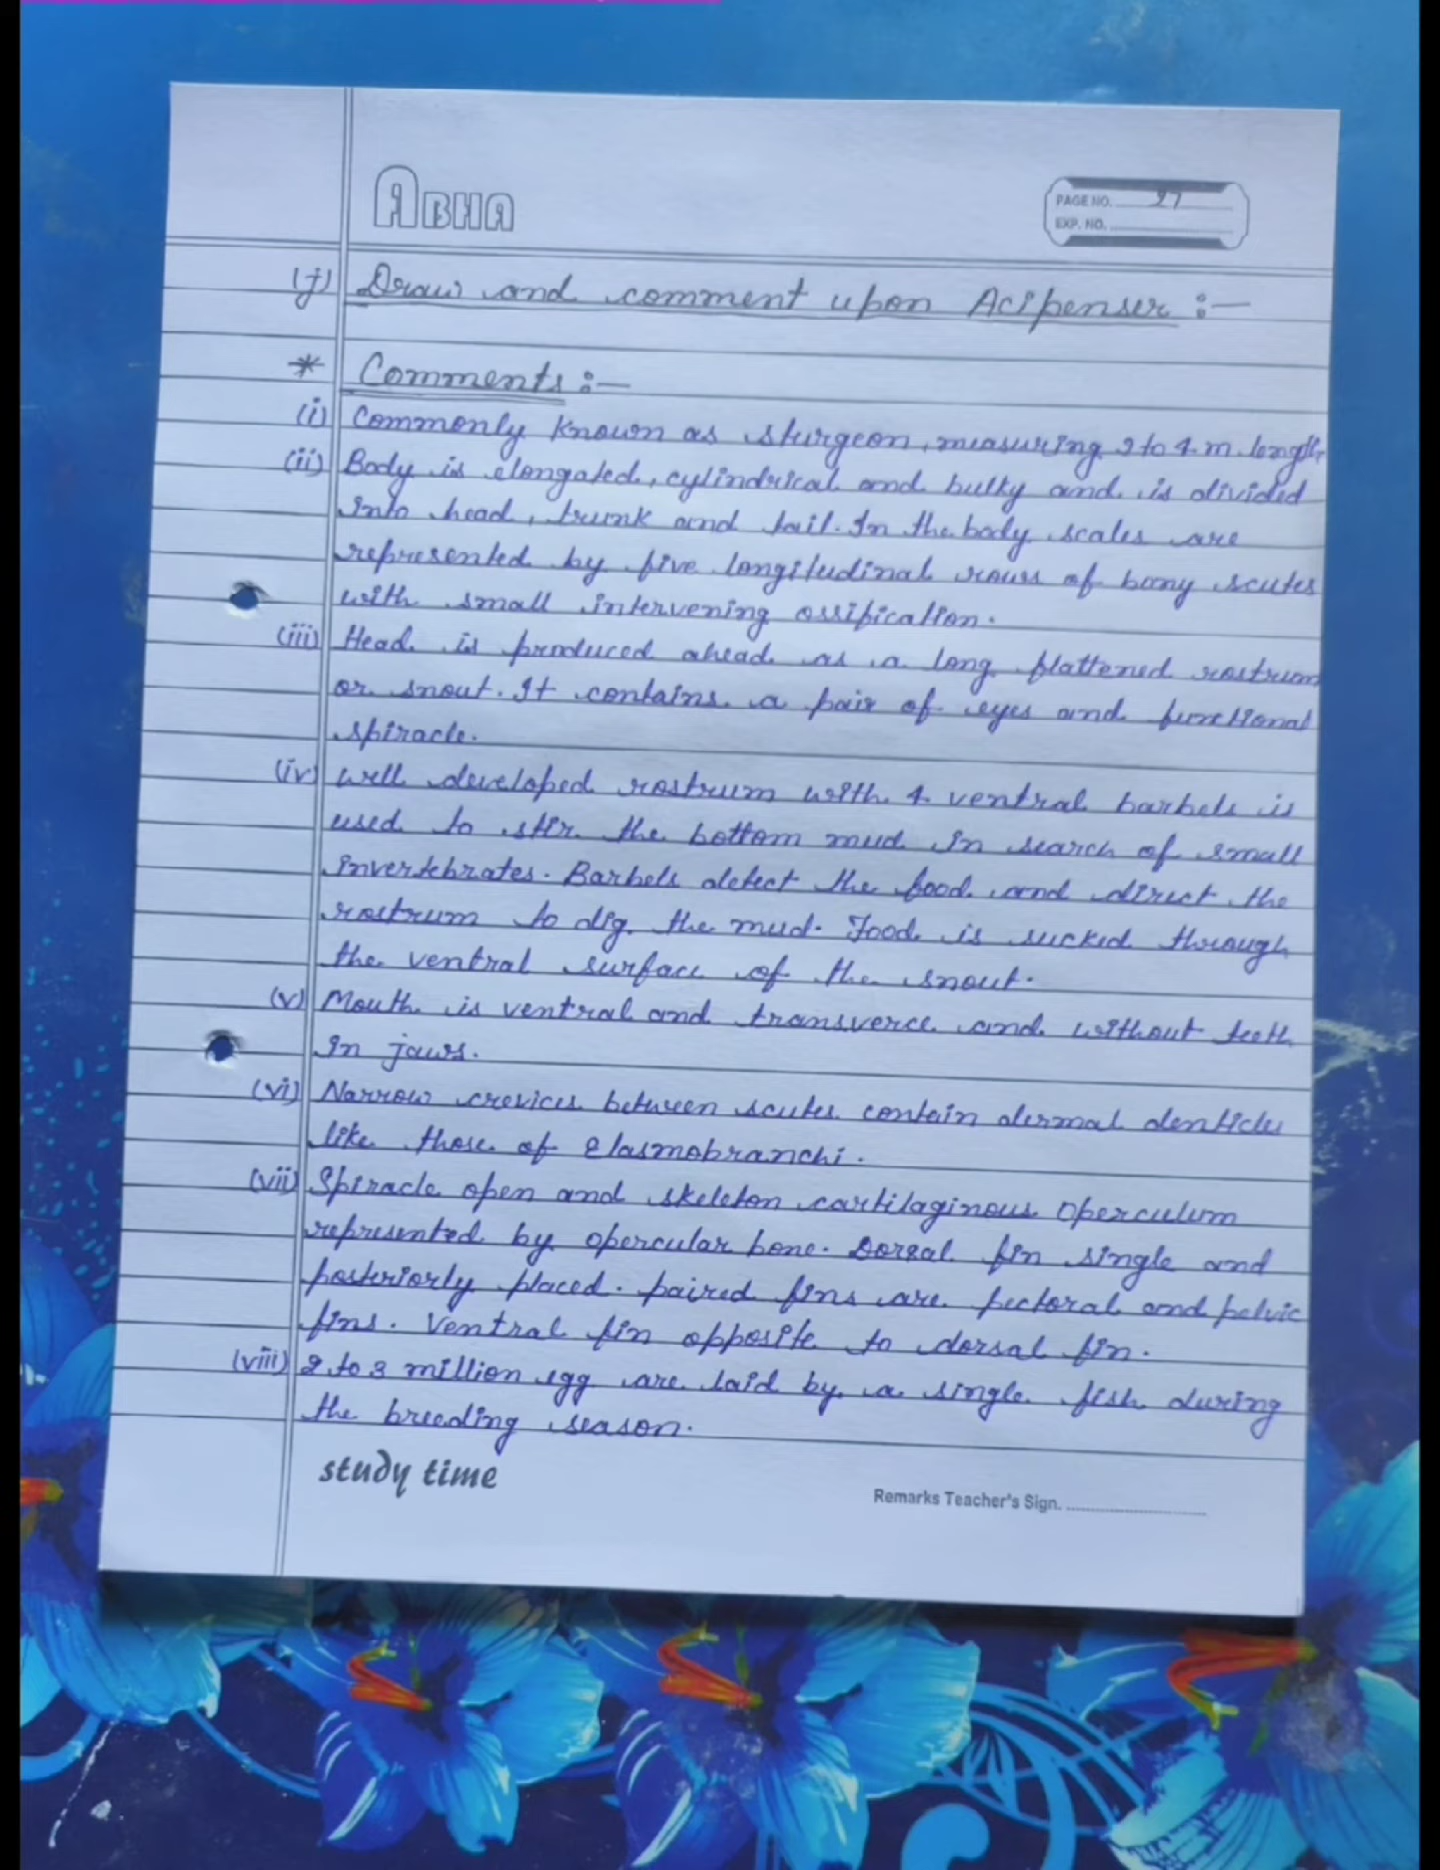 ABHA
PAGE NO. 27
EXP. NO.
(j) Draw and comment upon Acipenser :—
* Comments :—
(i) Commonly known as sturgeon, measuring 2 to 4 m. length
(ii) Body is elongated, cylindrical and bulky and is divided
into head, trunk and tail. In the body scales are
represented by five longitudinal rows of bony scutes
with small intervening ossification.
(iii) Head is produced ahead as a long flattened rostrum
or snout. It contains a pair of eyes and functional
spiracle.
(iv) Well developed rostrum with 4 ventral barbels is
used to stir the bottom mud in search of small
invertebrates. Barbels detect the food and direct the
rostrum to dig the mud. Food is sucked through
the ventral surface of the snout.
(v) Mouth is ventral and transverce and without teeth
in jaws.
(vi) Narrow crevices between scutes contain dermal denticles
like those of Elasmobranchi.
(vii) Spiracle open and skeleton cartilaginous operculum
represented by opercular bone. Dorsal fin single and
posteriorly placed. paired fins are pectoral and pelvic
fins. Ventral fin opposite to dorsal fin.
(viii) 2 to 3 million egg are laid by a single fish during
the breeding season.
study time
Remarks Teacher's Sign.